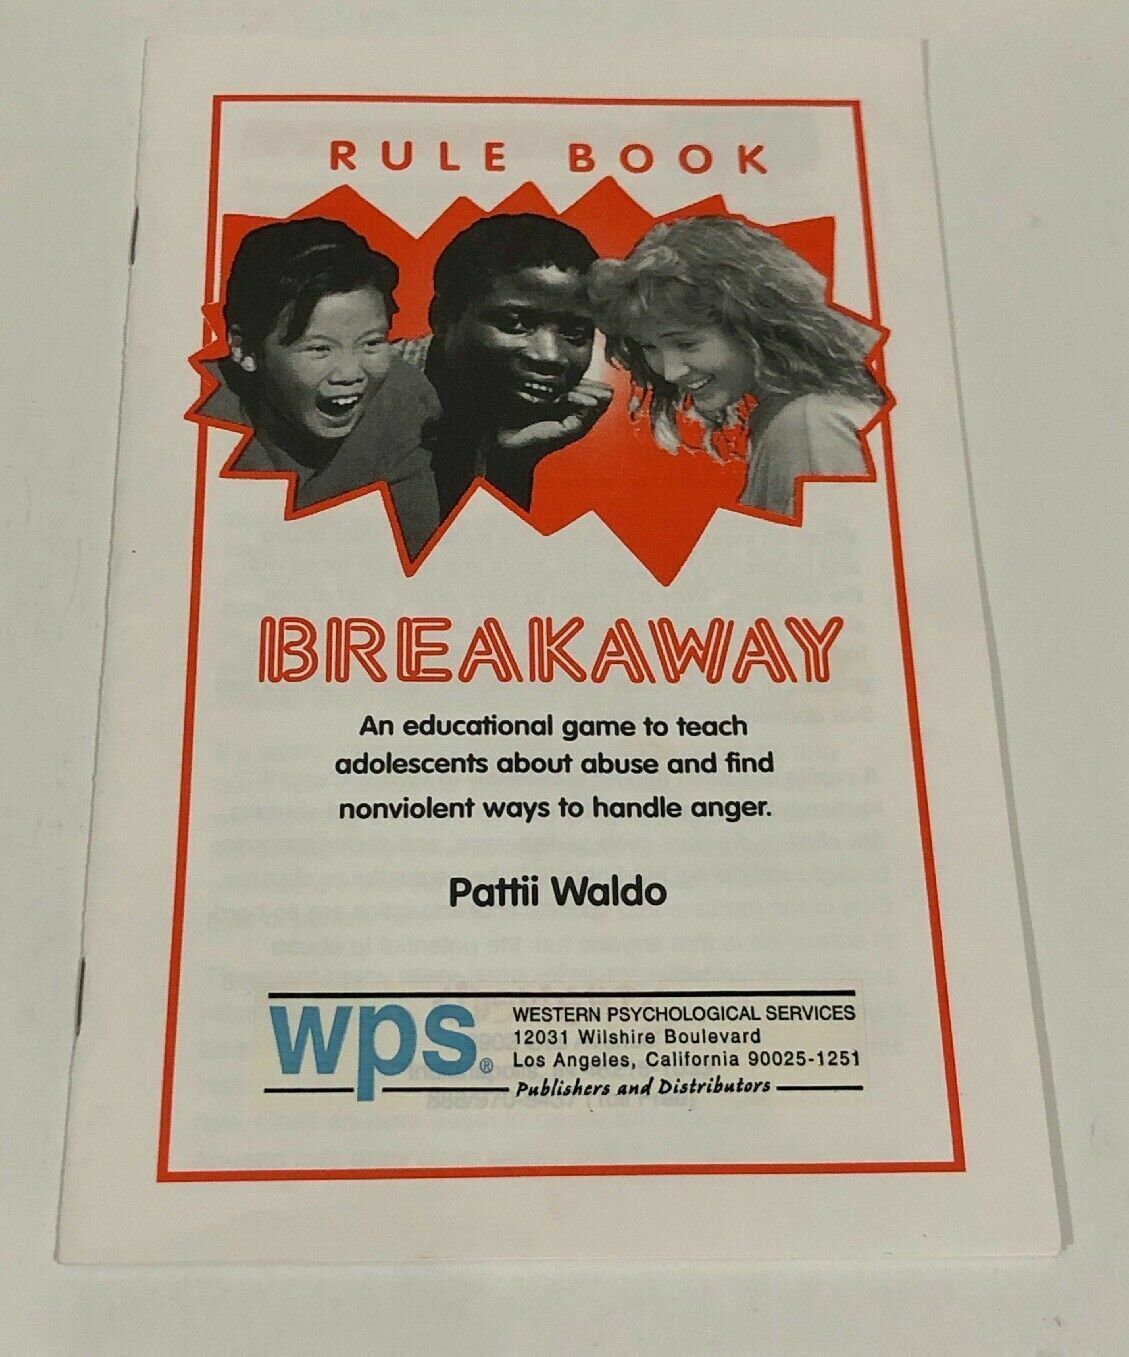 RULE BOOK
BREAKAWAY
An educational game to teach
adolescents about abuse and find
nonviolent ways to handle anger.
Pattii Waldo
wps®
WESTERN PSYCHOLOGICAL SERVICES
12031 Wilshire Boulevard
Los Angeles, California 90025-1251
Publishers and Distributors